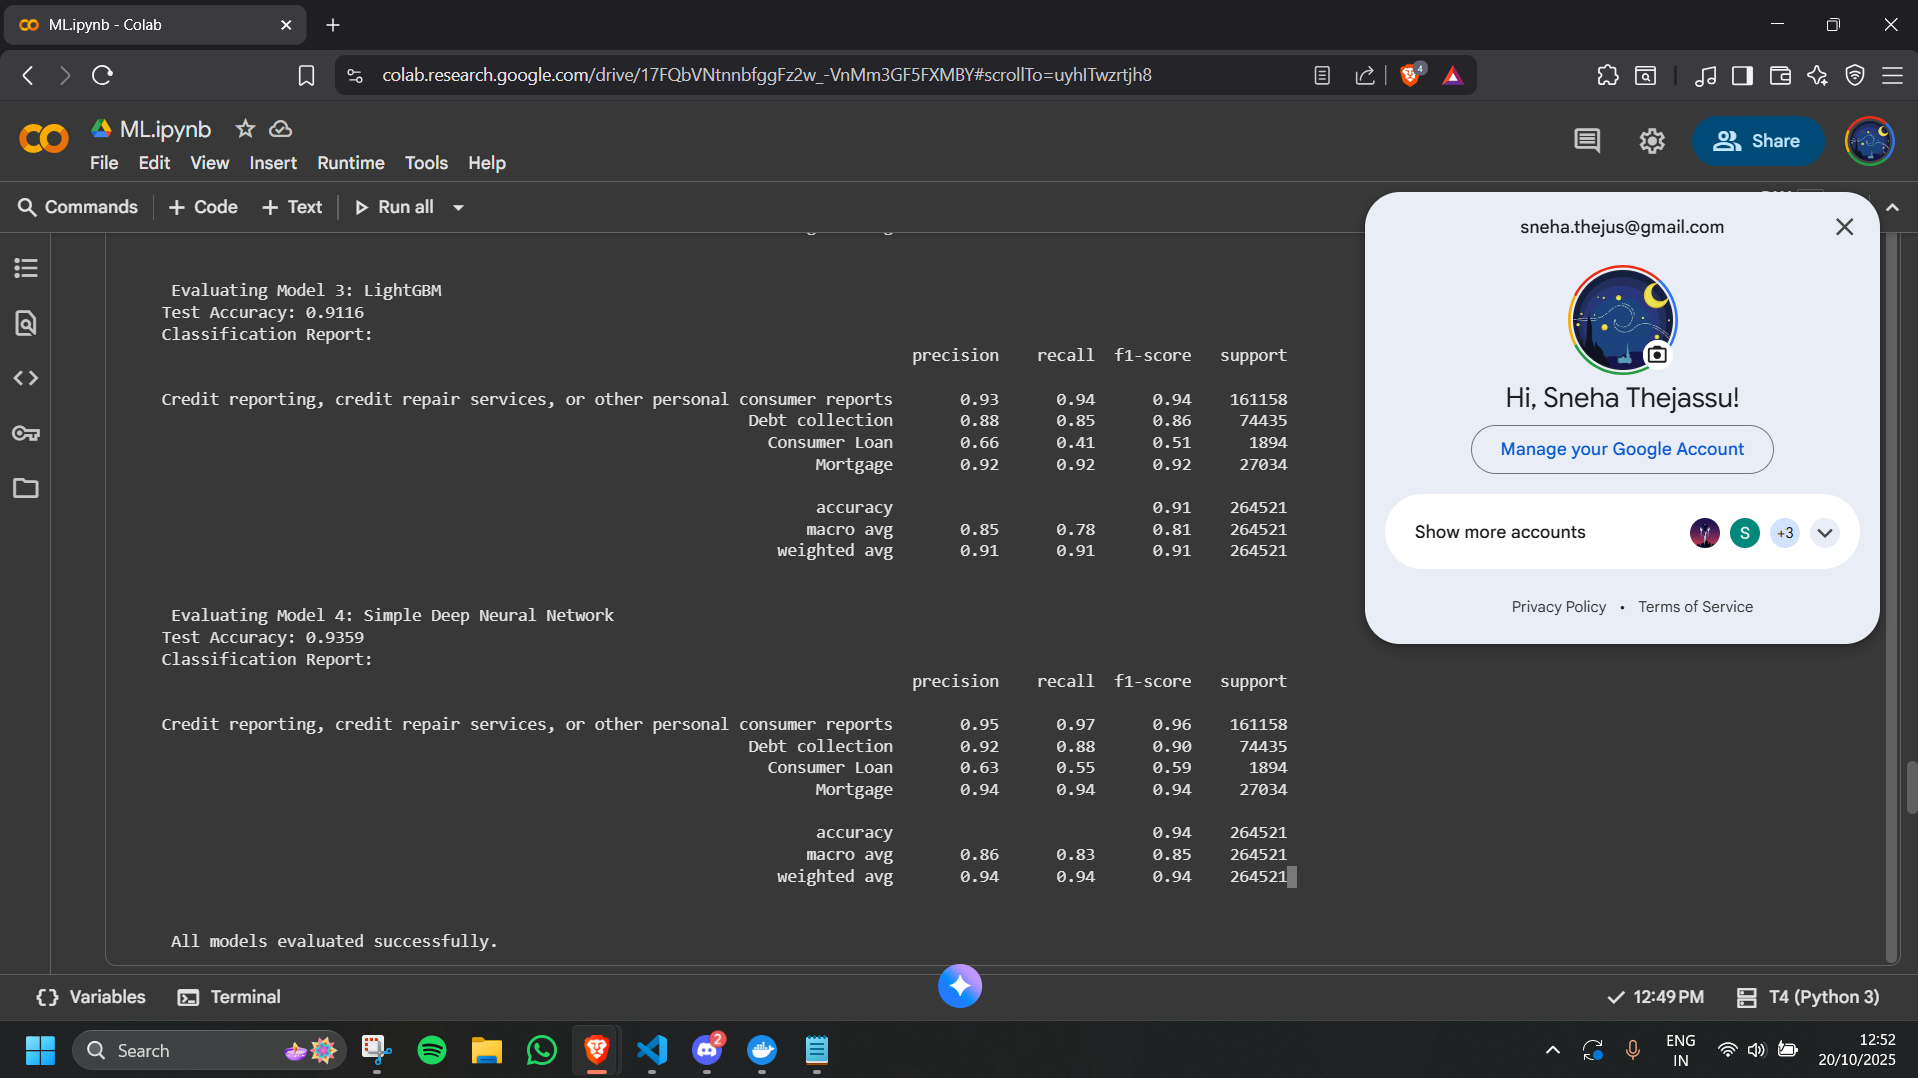 ML.ipynb - Colab
colab.research.google.com/drive/17FQbVNtnnbfggFz2w_-VnMm3GF5FXMBY#scrollTo=uyhITwzrtjh8
4
ML.ipynb
File Edit View Insert Runtime Tools Help
Share
Commands + Code + Text Run all
sneha.thejus@gmail.com
Hi, Sneha Thejassu!
Manage your Google Account
Show more accounts S +3
Privacy Policy • Terms of Service
Evaluating Model 3: LightGBM
Test Accuracy: 0.9116
Classification Report:
precision recall f1-score support
Credit reporting, credit repair services, or other personal consumer reports 0.93 0.94 0.94 161158
Debt collection 0.88 0.85 0.86 74435
Consumer Loan 0.66 0.41 0.51 1894
Mortgage 0.92 0.92 0.92 27034
accuracy 0.91 264521
macro avg 0.85 0.78 0.81 264521
weighted avg 0.91 0.91 0.91 264521
Evaluating Model 4: Simple Deep Neural Network
Test Accuracy: 0.9359
Classification Report:
precision recall f1-score support
Credit reporting, credit repair services, or other personal consumer reports 0.95 0.97 0.96 161158
Debt collection 0.92 0.88 0.90 74435
Consumer Loan 0.63 0.55 0.59 1894
Mortgage 0.94 0.94 0.94 27034
accuracy 0.94 264521
macro avg 0.86 0.83 0.85 264521
weighted avg 0.94 0.94 0.94 264521
All models evaluated successfully.
Variables Terminal
12:49 PM T4 (Python 3)
Search
2
ENG
IN
12:52
20/10/2025